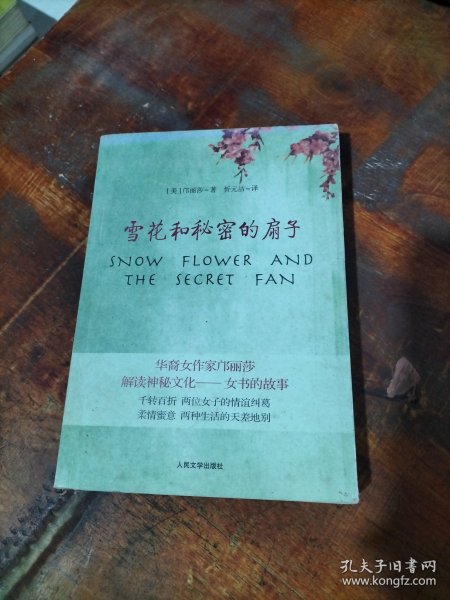 [美]邝丽莎=著 忻元洁=译
雪花和秘密的扇子
SNOW FLOWER AND
THE SECRET FAN
华裔女作家邝丽莎
解读神秘文化——女书的故事
千转百折 两位女子的情谊纠葛
柔情蜜意 两种生活的天差地别
人民文学出版社
孔夫子旧书网
www.kongfz.com